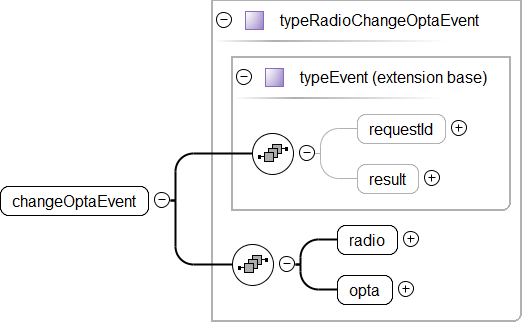 typeRadioChangeOptaEvent
typeEvent (extension base)
requestId
result
changeOptaEvent
radio
opta